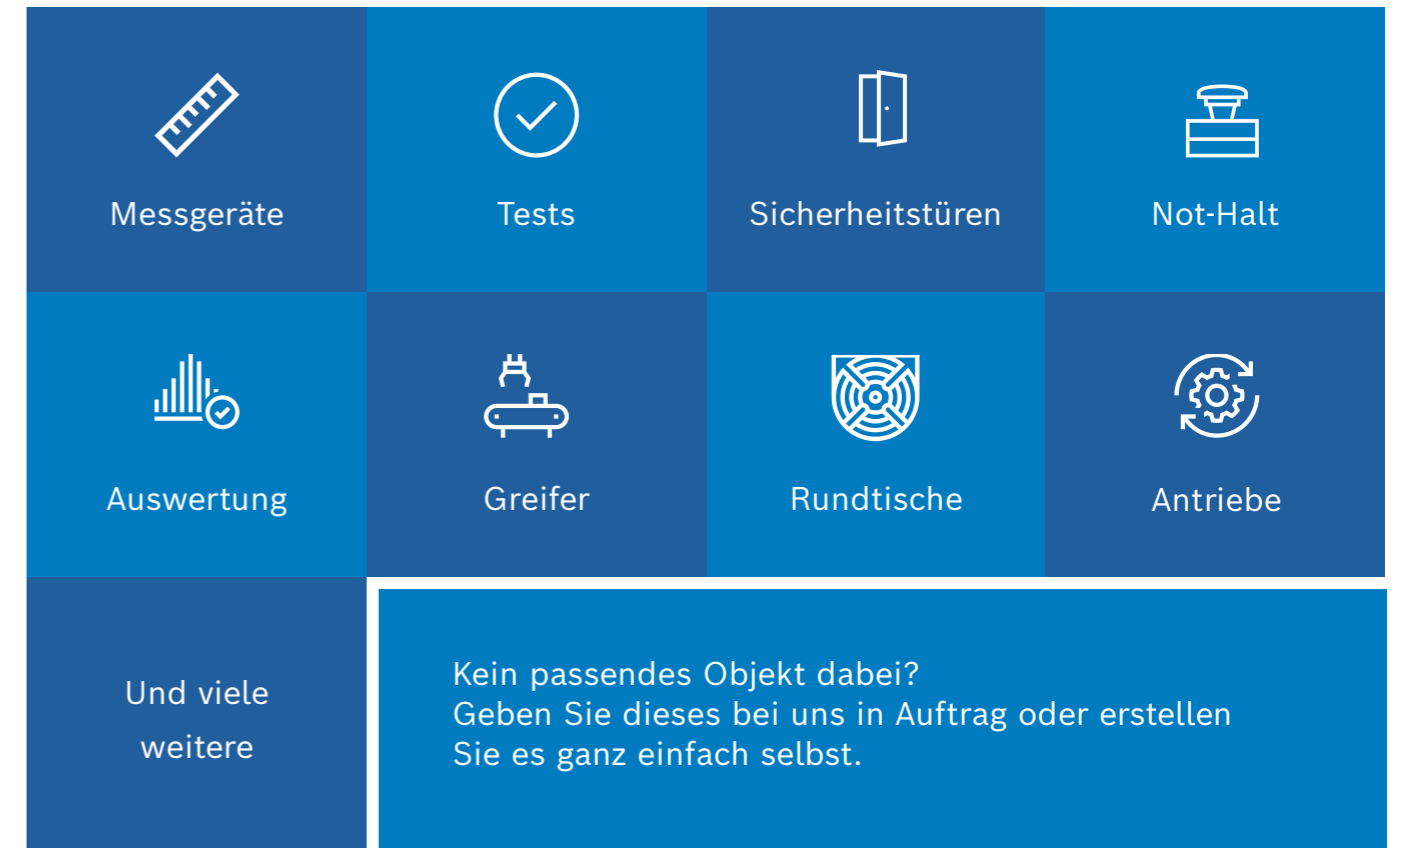 Messgeräte
Tests
Sicherheitstüren
Not-Halt
Auswertung
Greifer
Rundtische
Antriebe
Und viele
weitere
Kein passendes Objekt dabei?
Geben Sie dieses bei uns in Auftrag oder erstellen
Sie es ganz einfach selbst.